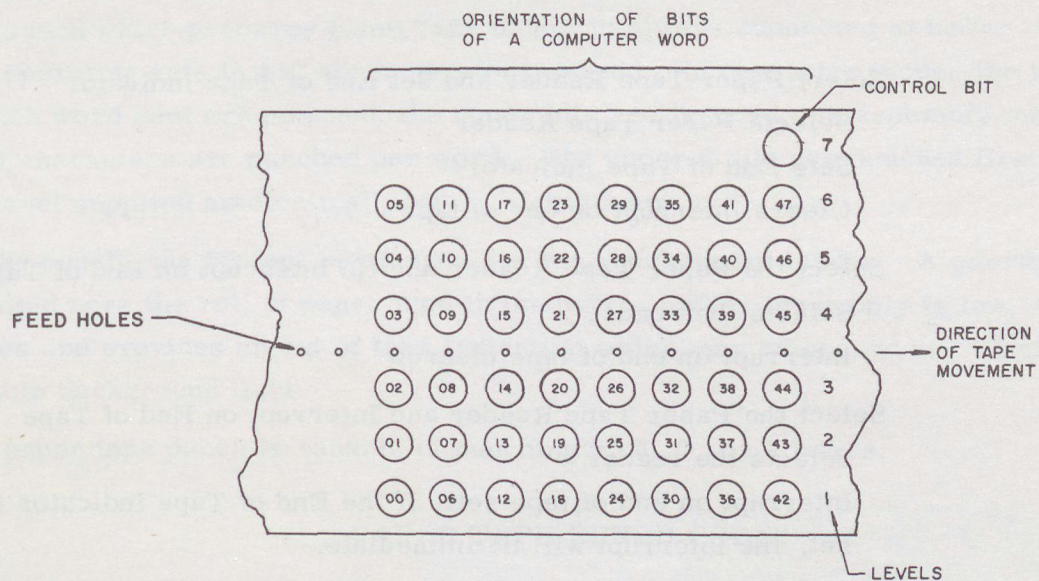 ORIENTATION OF BITS
OF A COMPUTER WORD
CONTROL BIT
7
05 11 17 23 29 35 41 47 6
04 10 16 22 28 34 40 46 5
03 09 15 21 27 33 39 45 4
FEED HOLES
DIRECTION
OF TAPE
MOVEMENT
02 08 14 20 26 32 38 44 3
01 07 13 19 25 31 37 43 2
00 06 12 18 24 30 36 42 1
LEVELS